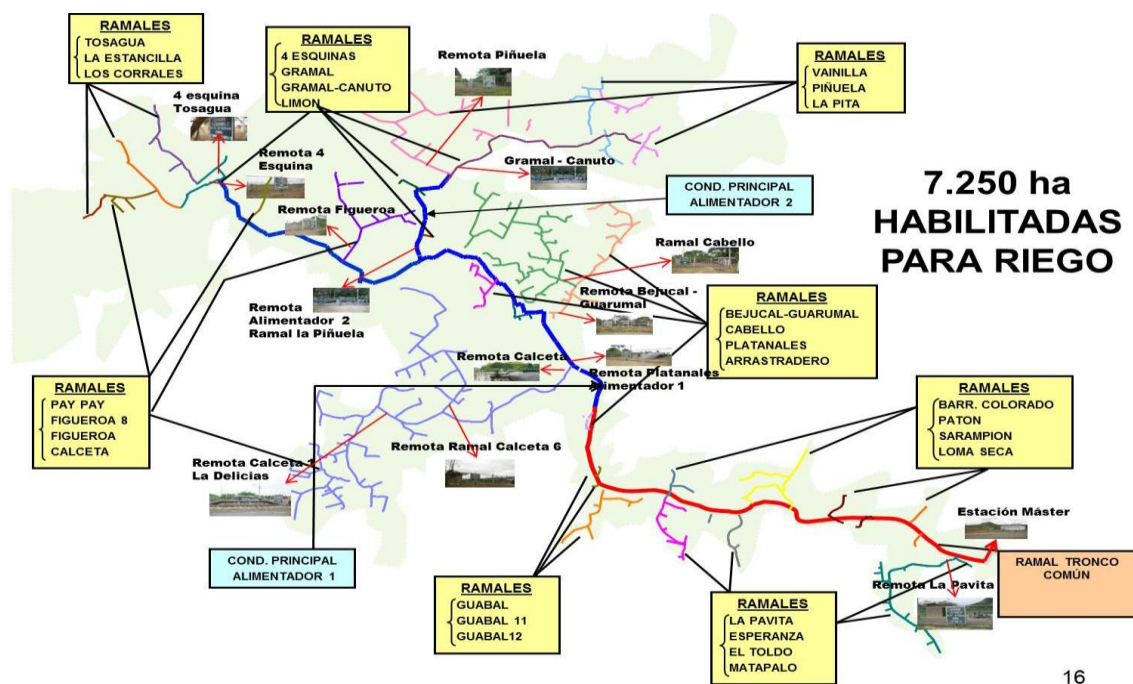 RAMALES
TOSAGUA
LA ESTANCILLA
LOS CORRALES
RAMALES
4 ESQUINAS
GRAMAL
GRAMAL-CANUTO
LIMON
Remota Piñuela
RAMALES
VAINILLA
PIÑUELA
LA PITA
4 esquina
Tosagua
Remota 4
Esquina
Gramal - Canuto
COND. PRINCIPAL
ALIMENTADOR 2
7.250 ha
HABILITADAS
PARA RIEGO
Remota Figueroa
Ramal Cabello
Remota Bejucal -
Guarumal
Remota
Alimentador 2
Ramal la Piñuela
RAMALES
BEJUCAL-GUARUMAL
CABELLO
PLATANALES
ARRASTRADERO
Remota Calceta
Remota Platanales
Alimentador 1
RAMALES
PAY PAY
FIGUEROA 8
FIGUEROA
CALCETA
RAMALES
BARR. COLORADO
PATON
SARAMPION
LOMA SECA
Remota Ramal Calceta 6
Remota Calceta 1
La Delicias
Estación Máster
COND. PRINCIPAL
ALIMENTADOR 1
RAMAL TRONCO
COMÚN
Remota La Pavita
RAMALES
GUABAL
GUABAL 11
GUABAL12
RAMALES
LA PAVITA
ESPERANZA
EL TOLDO
MATAPALO
16